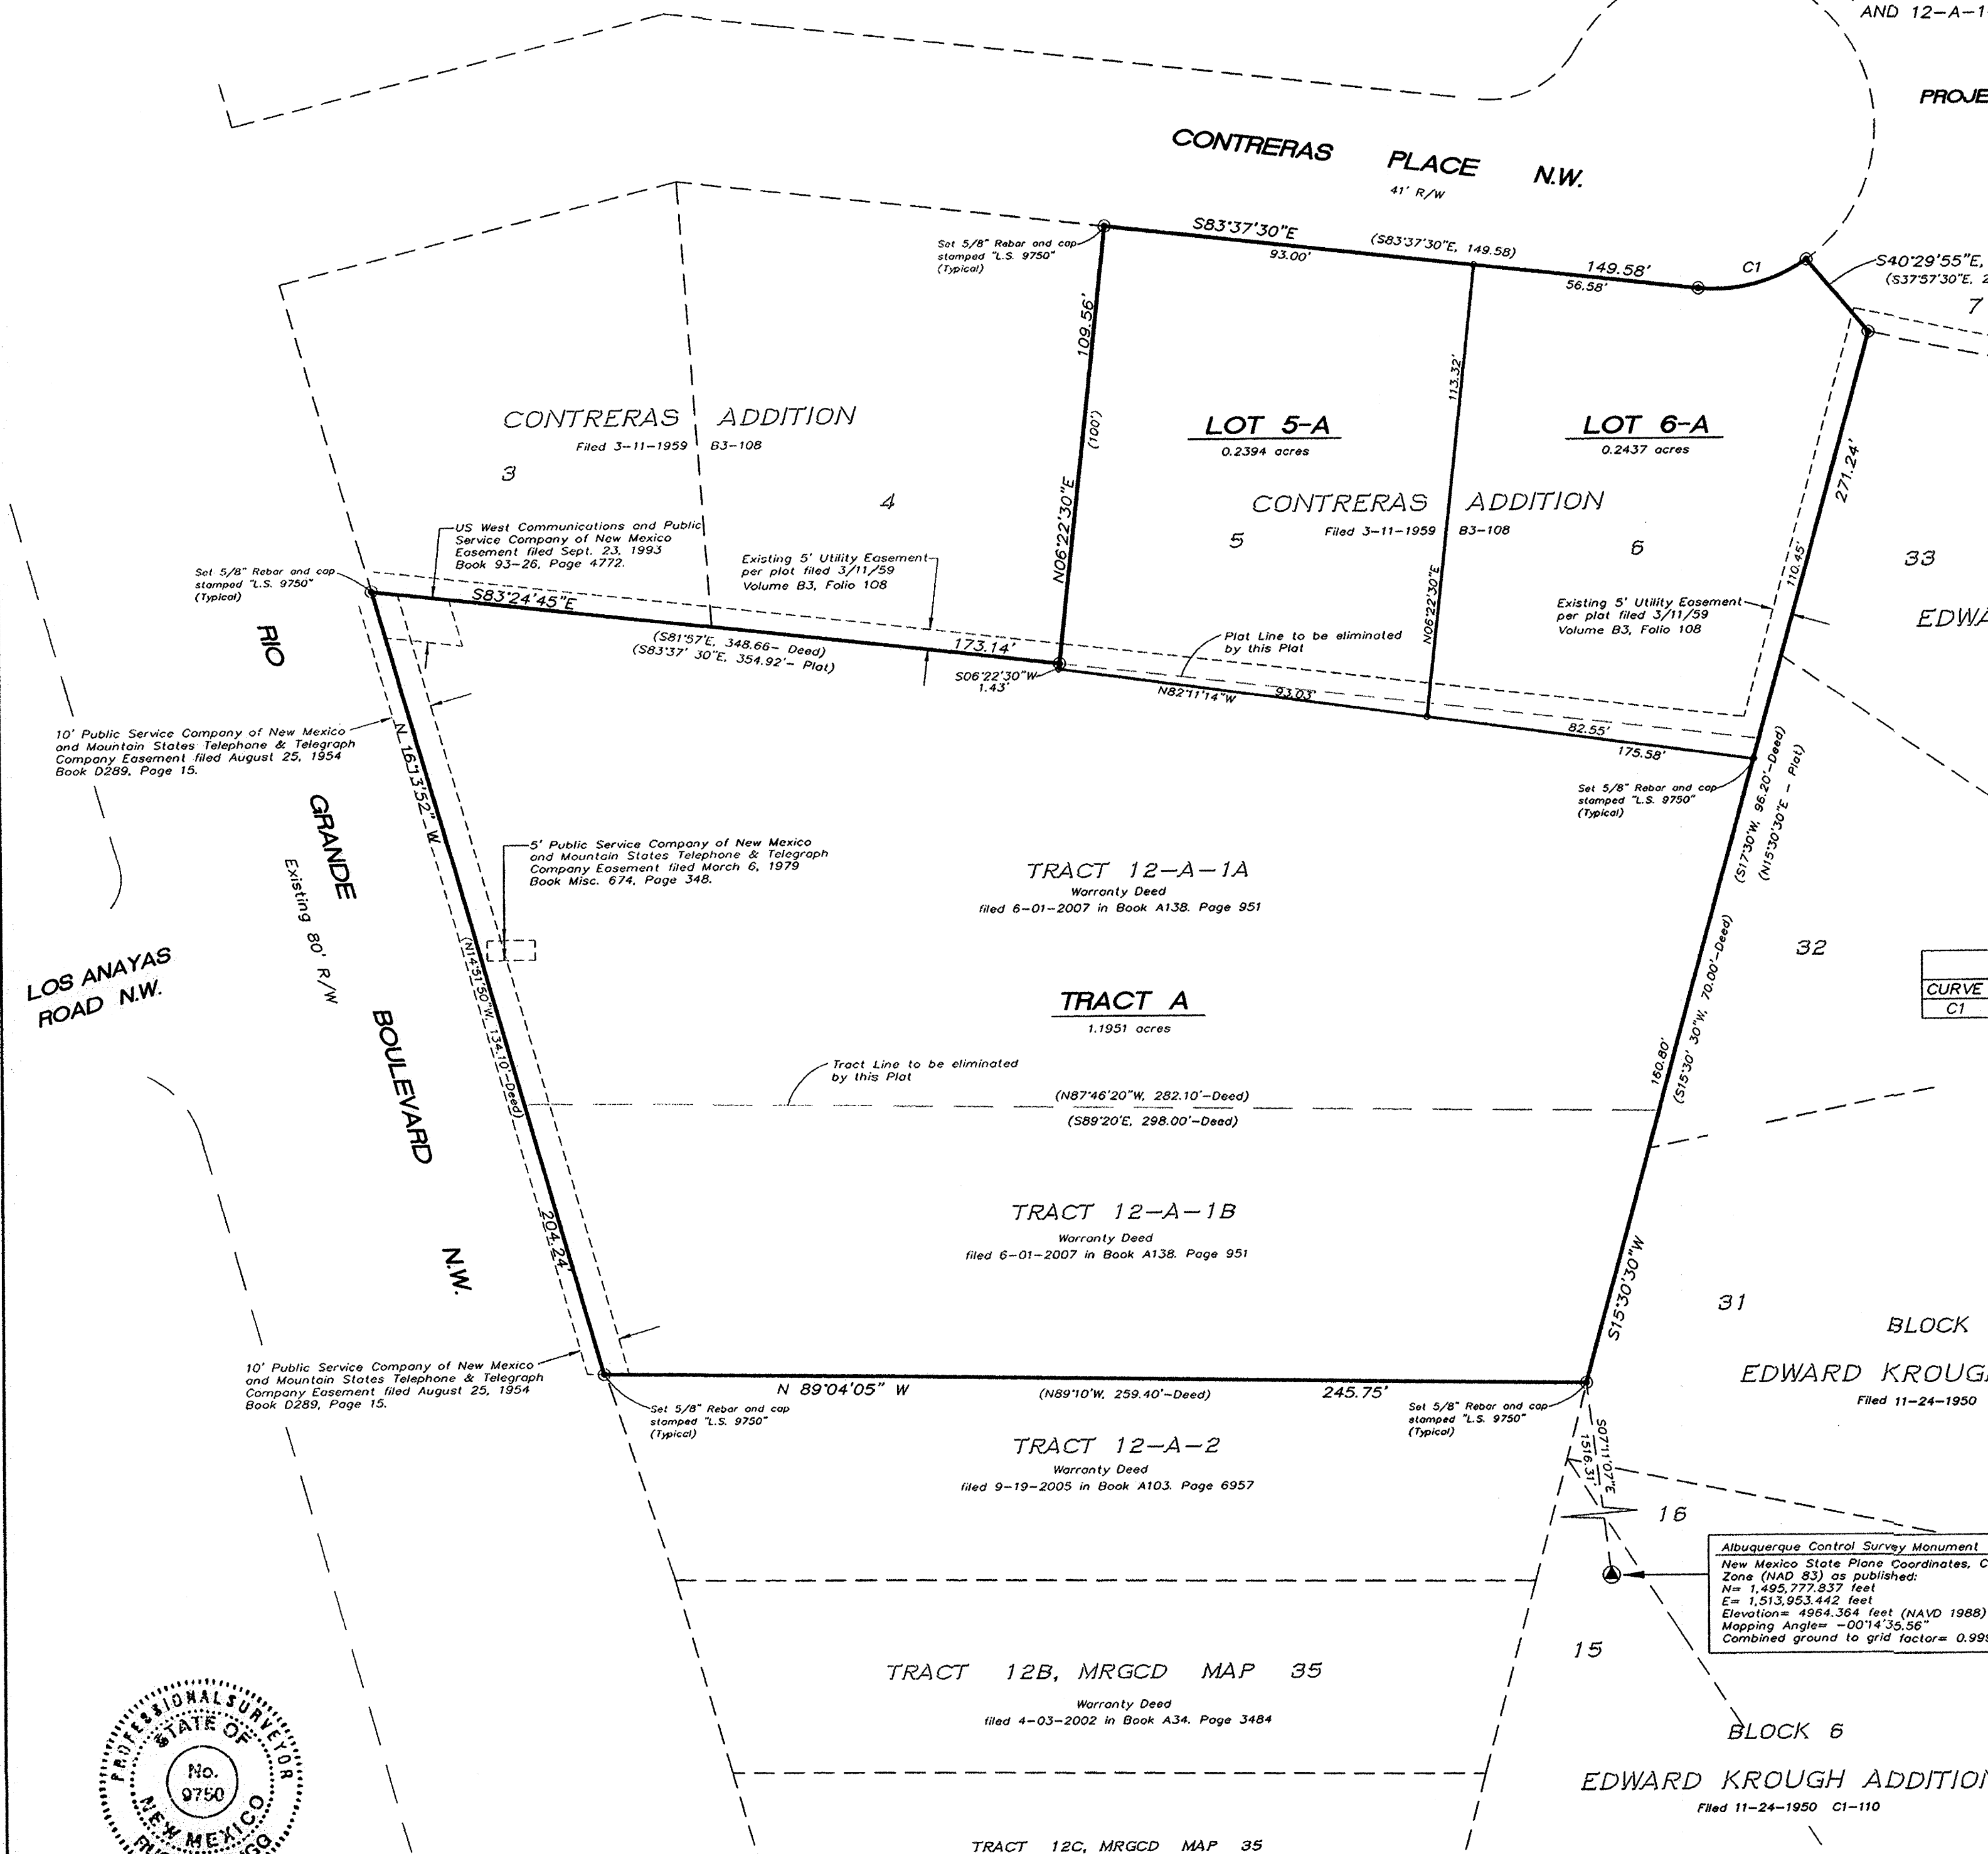 AND 12-A-1
PROJE
CONTRERAS PLACE N.W.
41' R/W
Set 5/8" Rebar and cap
stamped "L.S. 9750"
(Typical)
S83°37'30"E
93.00'
(S83°37'30"E, 149.58)
149.58'
56.58'
C1
S40°29'55"E,
(S37°57'30"E, 2
7
109.56'
(100')
N06°22'30"E
113.32'
N06°22'30"E
LOT 5-A
0.2394 acres
LOT 6-A
0.2437 acres
271.24'
110.45'
CONTRERAS ADDITION
Filed 3-11-1959 B3-108
3
4
CONTRERAS ADDITION
Filed 3-11-1959 B3-108
5
6
33
EDWA
US West Communications and Public
Service Company of New Mexico
Easement filed Sept. 23, 1993
Book 93-26, Page 4772.
Existing 5' Utility Easement
per plat filed 3/11/59
Volume B3, Folio 108
Set 5/8" Rebar and cap
stamped "L.S. 9750"
(Typical)
Existing 5' Utility Easement
per plat filed 3/11/59
Volume B3, Folio 108
S83°24'45"E
(S81°57'E, 348.66- Deed)
(S83°37' 30"E, 354.92'- Plat)
173.14'
S06°22'30"W
1.43'
Plat Line to be eliminated
by this Plat
N82°11'14"W
93.03'
82.55'
175.58'
RIO GRANDE BOULEVARD N.W.
Existing 80' R/W
10' Public Service Company of New Mexico
and Mountain States Telephone & Telegraph
Company Easement filed August 25, 1954
Book D289, Page 15.
N 16°13'52" W
Set 5/8" Rebar and cap
stamped "L.S. 9750"
(Typical)
(S17°30'W, 96.20'-Deed)
(N15°30'30"E - Plat)
5' Public Service Company of New Mexico
and Mountain States Telephone & Telegraph
Company Easement filed March 6, 1979
Book Misc. 674, Page 348.
TRACT 12-A-1A
Warranty Deed
filed 6-01-2007 in Book A138. Page 951
(N14°51'50"W, 134.10'-Deed)
LOS ANAYAS
ROAD N.W.
TRACT A
1.1951 acres
32
(S15°30' 30"W, 70.00'-Deed)
160.80'
CURVE
C1
Tract Line to be eliminated
by this Plat
(N87°46'20"W, 282.10'-Deed)
(S89°20'E, 298.00'-Deed)
204.24'
TRACT 12-A-1B
Warranty Deed
filed 6-01-2007 in Book A138. Page 951
S15°30'30"W
31
BLOCK
EDWARD KROUG
Filed 11-24-1950
10' Public Service Company of New Mexico
and Mountain States Telephone & Telegraph
Company Easement filed August 25, 1954
Book D289, Page 15.
N 89°04'05" W
(N89°10'W, 259.40'-Deed)
245.75'
Set 5/8" Rebar and cap
stamped "L.S. 9750"
(Typical)
Set 5/8" Rebar and cap
stamped "L.S. 9750"
(Typical)
S07°11'07"E
1516.31'
TRACT 12-A-2
Warranty Deed
filed 9-19-2005 in Book A103. Page 6957
16
Albuquerque Control Survey Monument
New Mexico State Plane Coordinates, C
Zone (NAD 83) as published:
N= 1,495,777.837 feet
E= 1,513,953.442 feet
Elevation= 4964.364 feet (NAVD 1988)
Mapping Angle= -00°14'35.56"
Combined ground to grid factor= 0.999
15
TRACT 12B, MRGCD MAP 35
Warranty Deed
filed 4-03-2002 in Book A34. Page 3484
BLOCK 6
EDWARD KROUGH ADDITION
Filed 11-24-1950 C1-110
PROFESSIONAL SURVEYOR
STATE OF
No.
9750
NEW MEXICO
TRACT 12C, MRGCD MAP 35